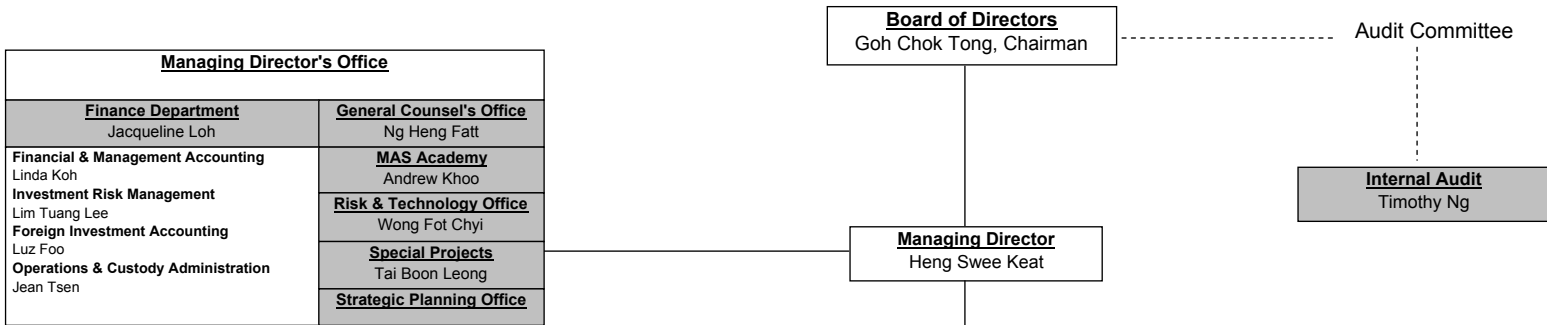 Board of Directors
Goh Chok Tong, Chairman
Audit Committee
Managing Director's Office
Finance Department
Jacqueline Loh
General Counsel's Office
Ng Heng Fatt
Financial & Management Accounting
Linda Koh
Investment Risk Management
Lim Tuang Lee
Foreign Investment Accounting
Luz Foo
Operations & Custody Administration
Jean Tsen
MAS Academy
Andrew Khoo
Risk & Technology Office
Wong Fot Chyi
Special Projects
Tai Boon Leong
Strategic Planning Office
Internal Audit
Timothy Ng
Managing Director
Heng Swee Keat